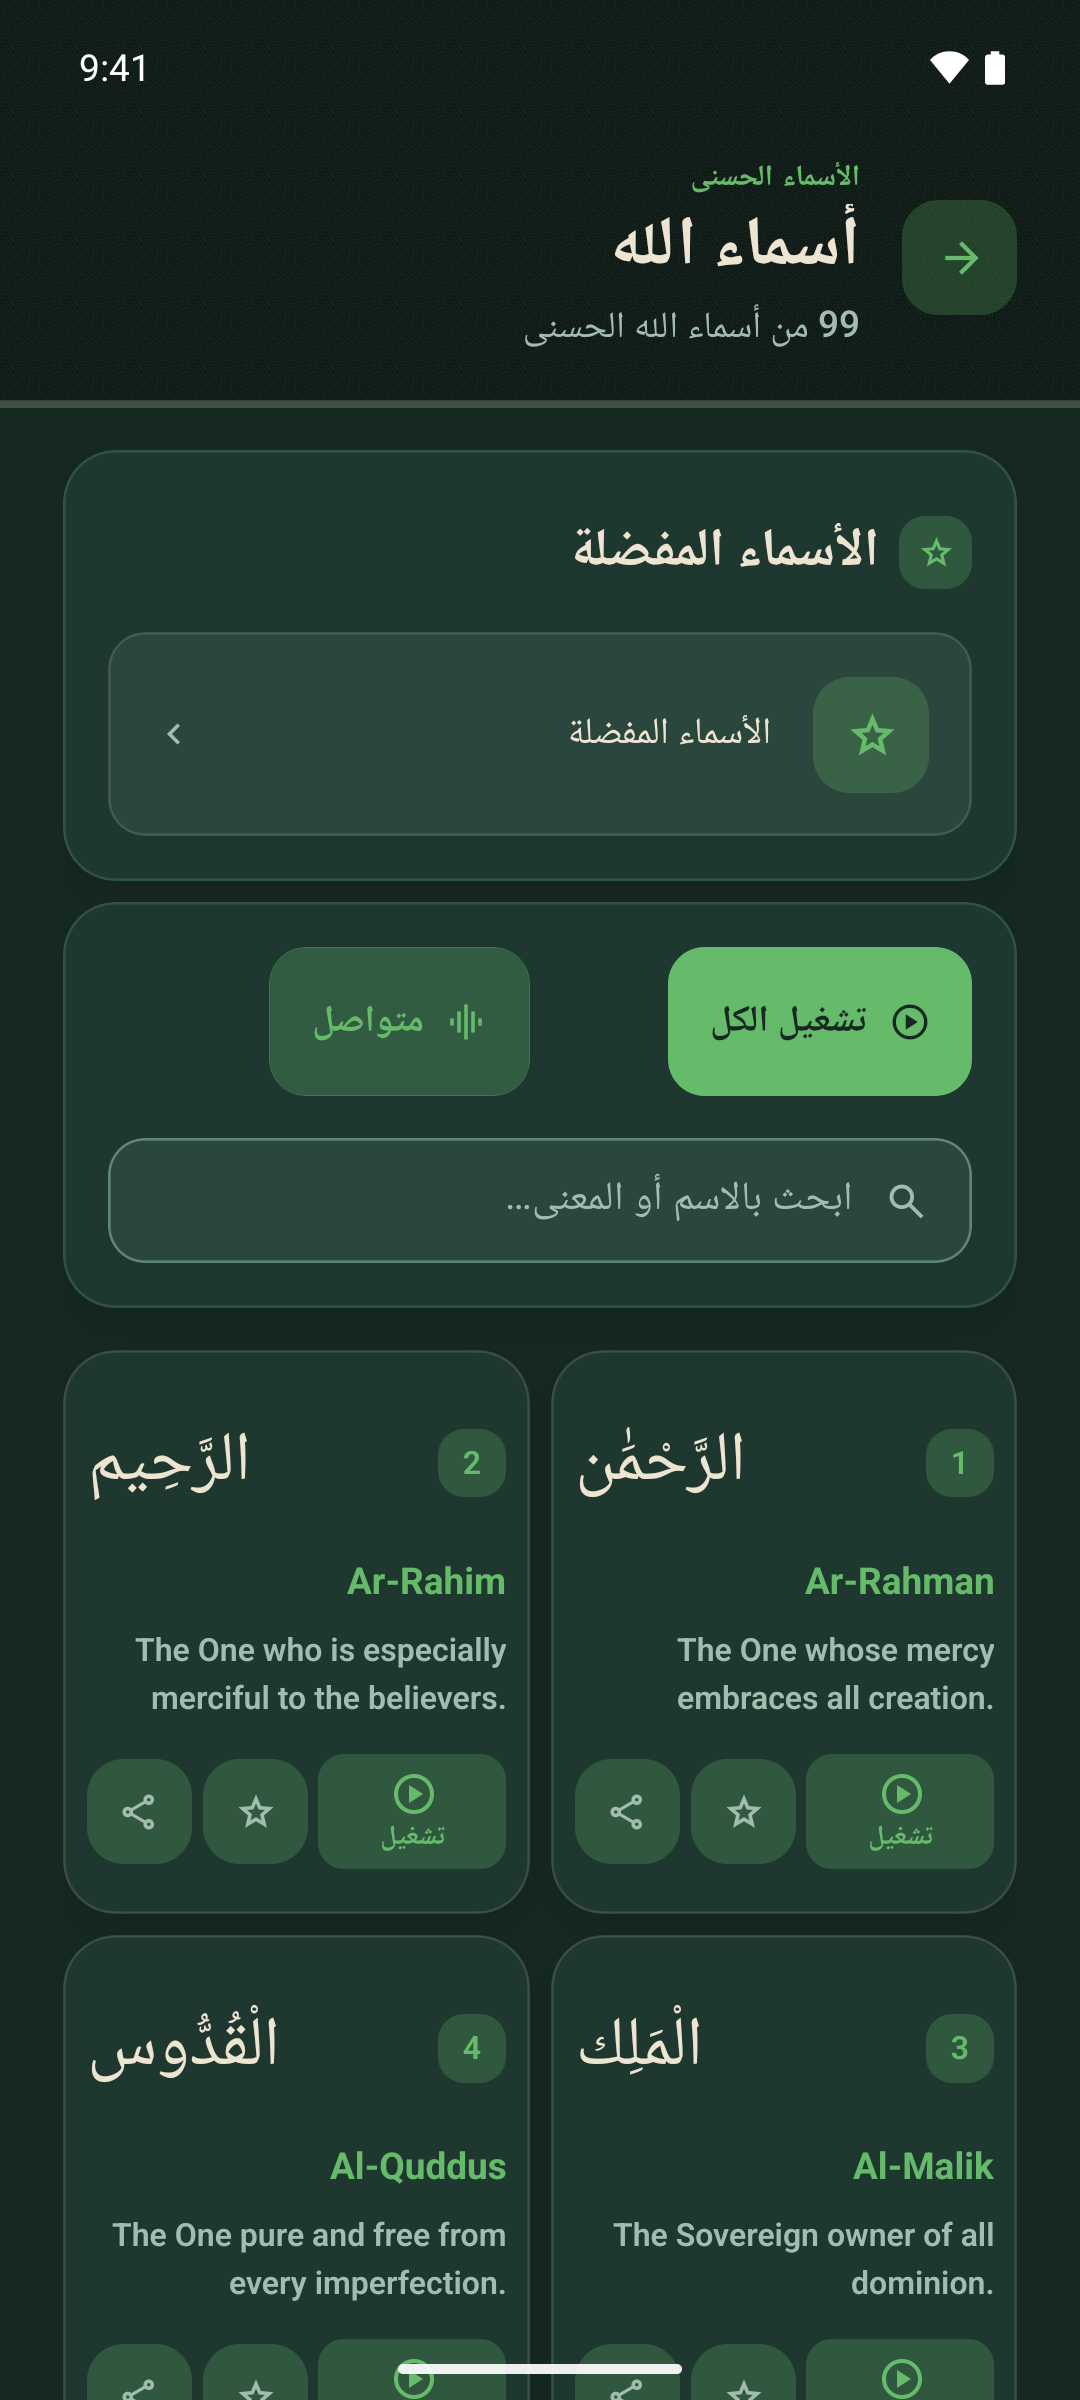 9:41
الأسماء الحسنى
أسماء الله
99 من أسماء الله الحسنى
الأسماء المفضلة
الأسماء المفضلة
تشغيل الكل
متواصل
ابحث بالاسم أو المعنى...
1
الرَّحْمَٰن
Ar-Rahman
The One whose mercy
embraces all creation.
تشغيل
2
الرَّحِيم
Ar-Rahim
The One who is especially
merciful to the believers.
تشغيل
3
الْمَلِك
Al-Malik
The Sovereign owner of all
dominion.
4
الْقُدُّوس
Al-Quddus
The One pure and free from
every imperfection.